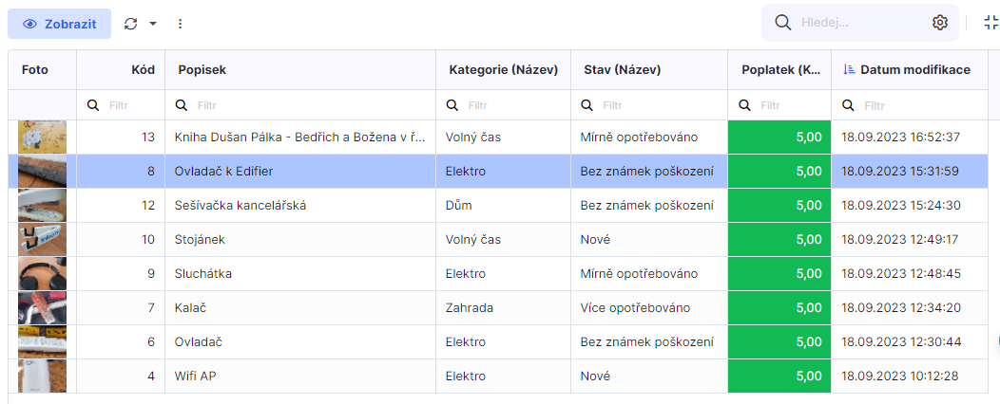 Zobrazit
Hledej...
Foto Kód Popisek Kategorie (Název) Stav (Název) Poplatek (K... Datum modifikace
Filtr Filtr Filtr Filtr Filtr Filtr
13 Kniha Dušan Pálka - Bedřich a Božena v ř... Volný čas Mírně opotřebováno 5,00 18.09.2023 16:52:37
8 Ovladač k Edifier Elektro Bez známek poškození 5,00 18.09.2023 15:31:59
12 Sešívačka kancelářská Dům Bez známek poškození 5,00 18.09.2023 15:24:30
10 Stojánek Volný čas Nové 5,00 18.09.2023 12:49:17
9 Sluchátka Elektro Mírně opotřebováno 5,00 18.09.2023 12:48:45
7 Kalač Zahrada Více opotřebováno 5,00 18.09.2023 12:34:20
6 Ovladač Elektro Bez známek poškození 5,00 18.09.2023 12:30:44
4 Wifi AP Elektro Nové 5,00 18.09.2023 10:12:28